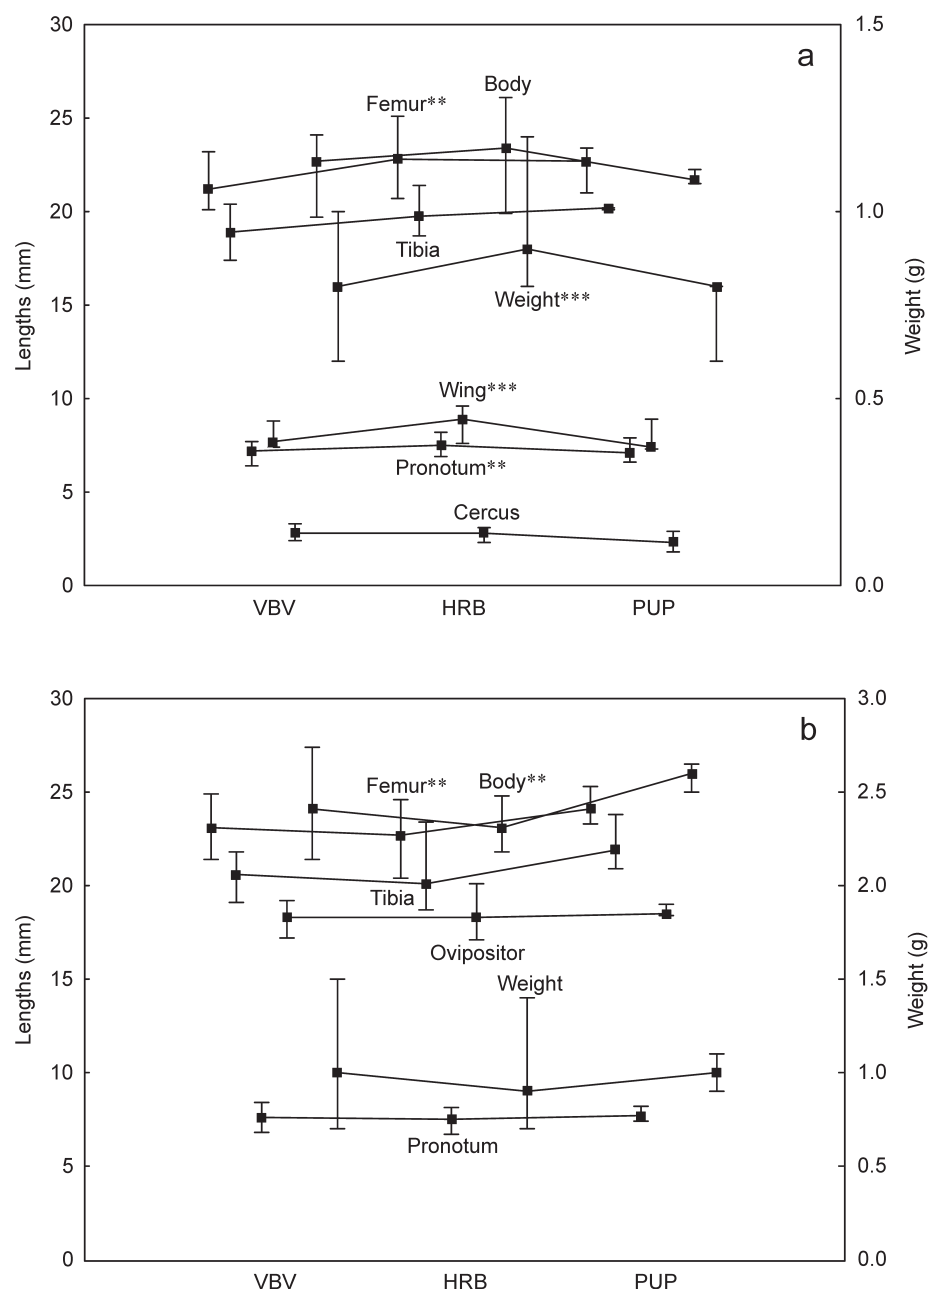 30
1.5
a
Body
Femur**
25
20
1.0
Tibia
Weight***
Lengths (mm)
Weight (g)
15
Wing***
10
0.5
Pronotum**
5
Cercus
0
0.0
VBV
HRB
PUP
30
3.0
b
Femur**
Body**
25
2.5
20
2.0
Tibia
Ovipositor
Lengths (mm)
Weight (g)
15
1.5
Weight
10
1.0
Pronotum
5
0.5
0
0.0
VBV
HRB
PUP